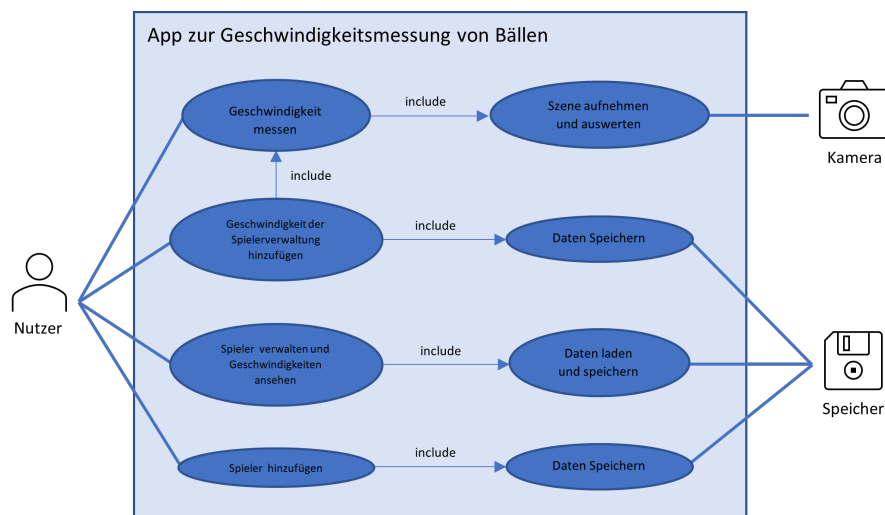 App zur Geschwindigkeitsmessung von Bällen
Geschwindigkeit
messen
include
Szene aufnehmen
und auswerten
Kamera
include
Geschwindigkeit der
Spielerverwaltung
hinzufügen
include
Daten Speichern
Nutzer
Spieler verwalten und
Geschwindigkeiten
ansehen
include
Daten laden
und speichern
Speicher
Spieler hinzufügen
include
Daten Speichern